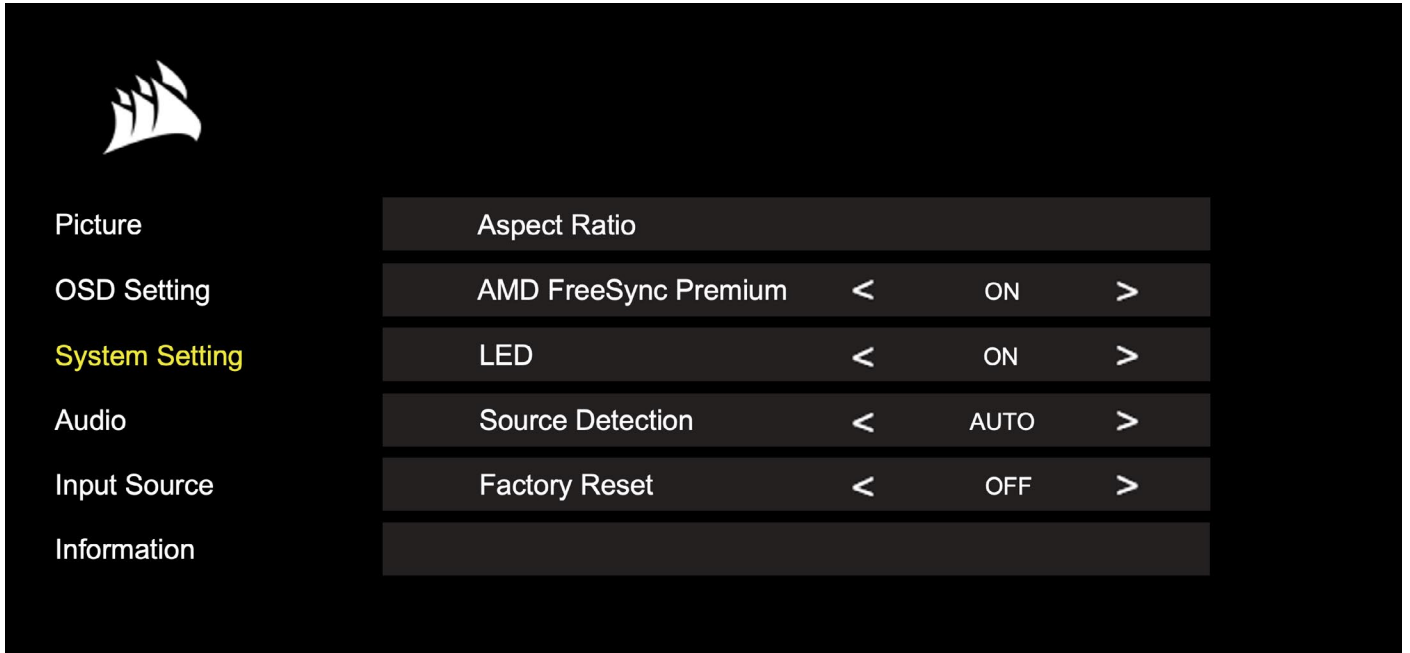 Picture
Aspect Ratio
OSD Setting
AMD FreeSync Premium < ON >
System Setting
LED < ON >
Audio
Source Detection < AUTO >
Input Source
Factory Reset < OFF >
Information